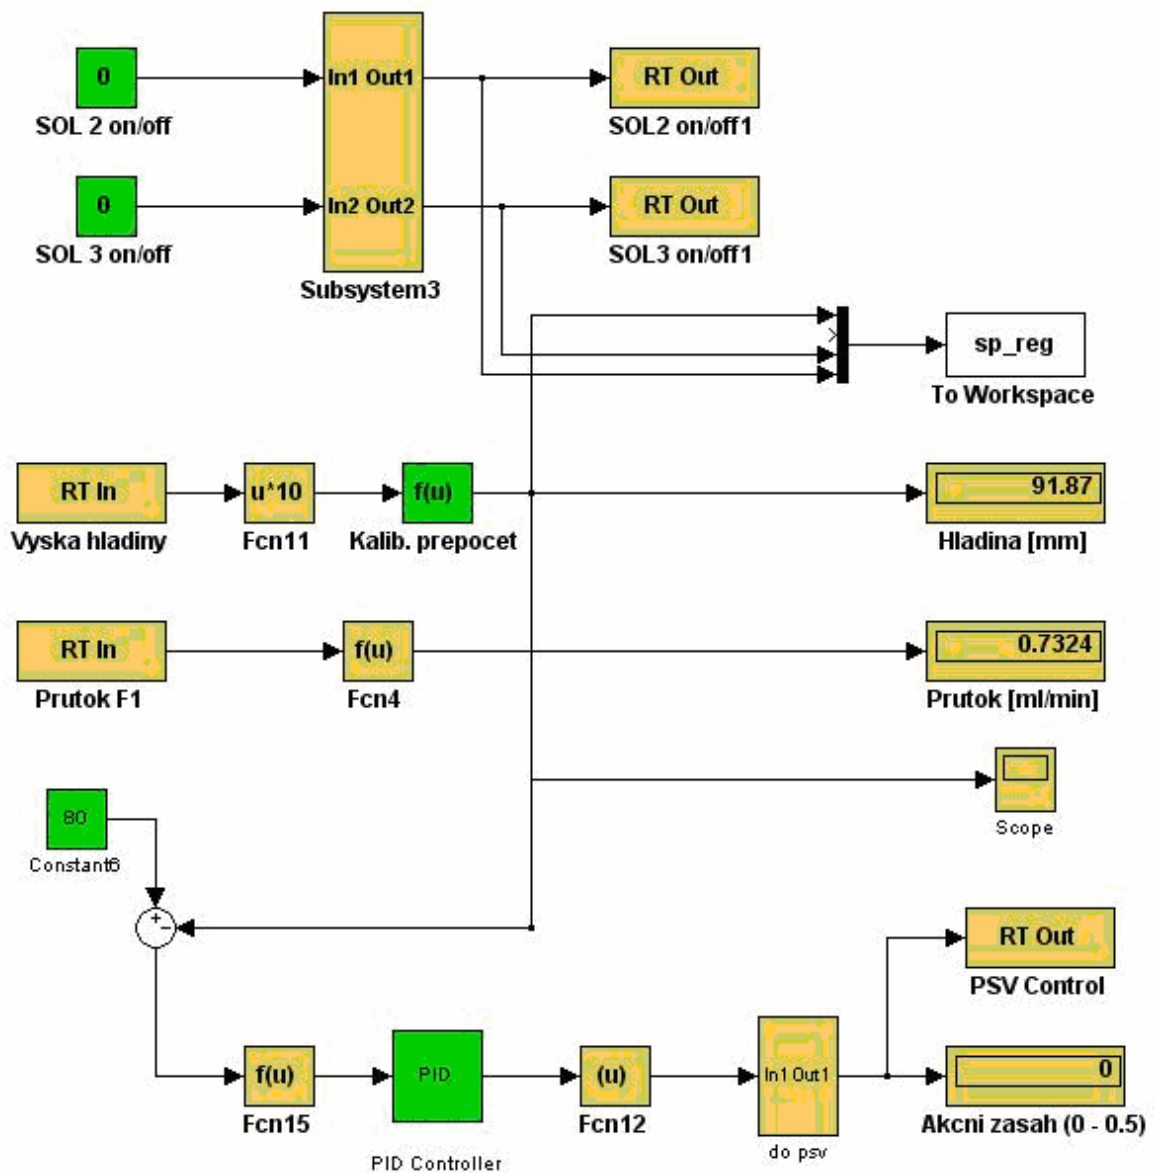 0
SOL 2 on/off
In1 Out1
RT Out
SOL2 on/off1
0
SOL 3 on/off
In2 Out2
Subsystem3
RT Out
SOL3 on/off1
sp_reg
To Workspace
RT In
Vyska hladiny
u*10
Fcn11
f(u)
Kalib. prepocet
91.87
Hladina [mm]
RT In
Prutok F1
f(u)
Fcn4
0.7324
Prutok [ml/min]
Scope
80
Constant6
+
−
RT Out
PSV Control
f(u)
Fcn15
PID
PID Controller
(u)
Fcn12
In1 Out1
do psv
0
Akcni zasah (0 - 0.5)